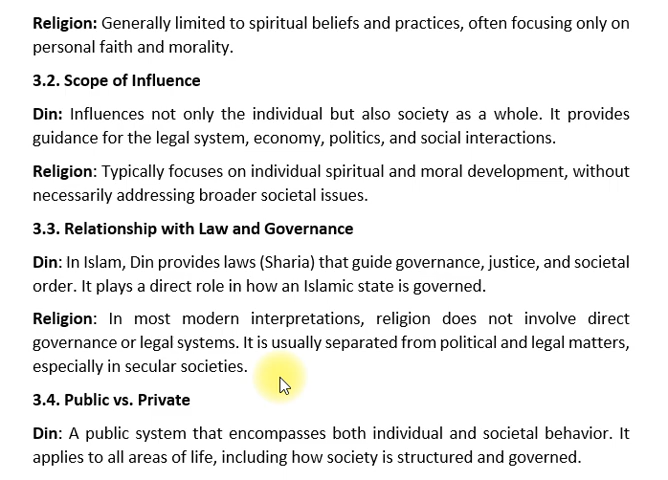 Religion: Generally limited to spiritual beliefs and practices, often focusing only on
personal faith and morality.
3.2. Scope of Influence
Din: Influences not only the individual but also society as a whole. It provides
guidance for the legal system, economy, politics, and social interactions.
Religion: Typically focuses on individual spiritual and moral development, without
necessarily addressing broader societal issues.
3.3. Relationship with Law and Governance
Din: In Islam, Din provides laws (Sharia) that guide governance, justice, and societal
order. It plays a direct role in how an Islamic state is governed.
Religion: In most modern interpretations, religion does not involve direct
governance or legal systems. It is usually separated from political and legal matters,
especially in secular societies.
3.4. Public vs. Private
Din: A public system that encompasses both individual and societal behavior. It
applies to all areas of life, including how society is structured and governed.